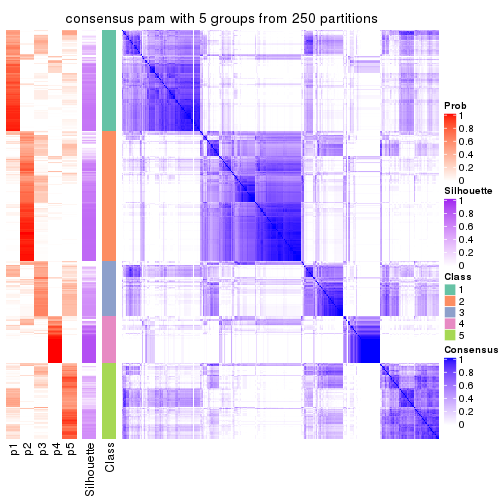 consensus pam with 5 groups from 250 partitions
Prob
1
0.8
0.6
0.4
0.2
0
Silhouette
1
0.8
0.6
0.4
0.2
0
Class
1
2
3
4
5
Consensus
1
0.8
0.6
0.4
0.2
0
p1
p2
p3
p4
p5
Silhouette
Class